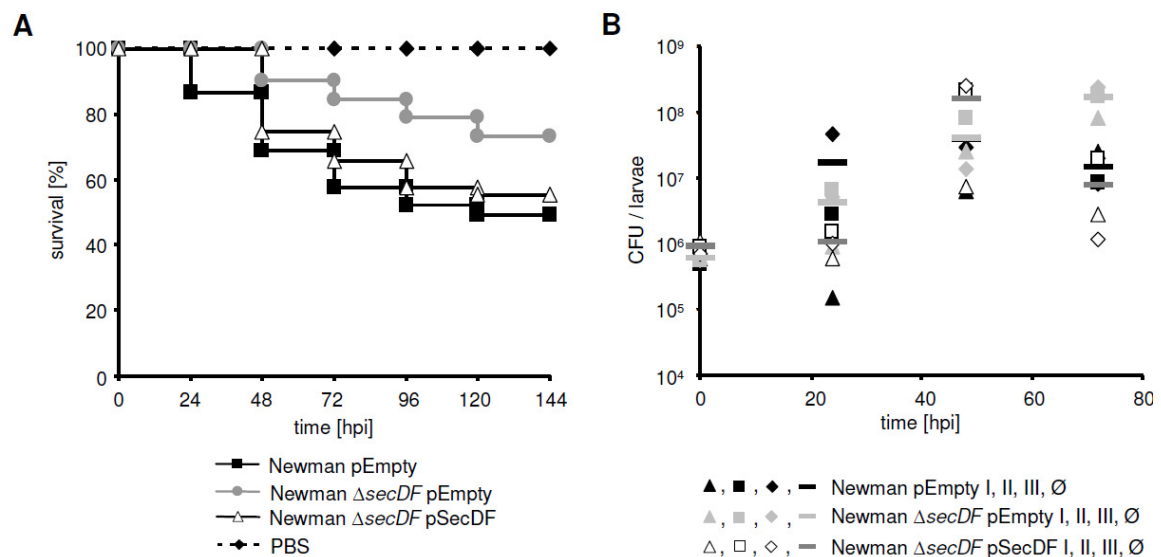 A
survival [%]
100
80
60
40
20
0
0 24 48 72 96 120 144
time [hpi]
Newman pEmpty
Newman ΔsecDF pEmpty
Newman ΔsecDF pSecDF
PBS
B
CFU / larvae
10⁹
10⁸
10⁷
10⁶
10⁵
10⁴
0 20 40 60 80
time [hpi]
, , , Newman pEmpty I, II, III, Ø
, , , Newman ΔsecDF pEmpty I, II, III, Ø
, , , Newman ΔsecDF pSecDF I, II, III, Ø